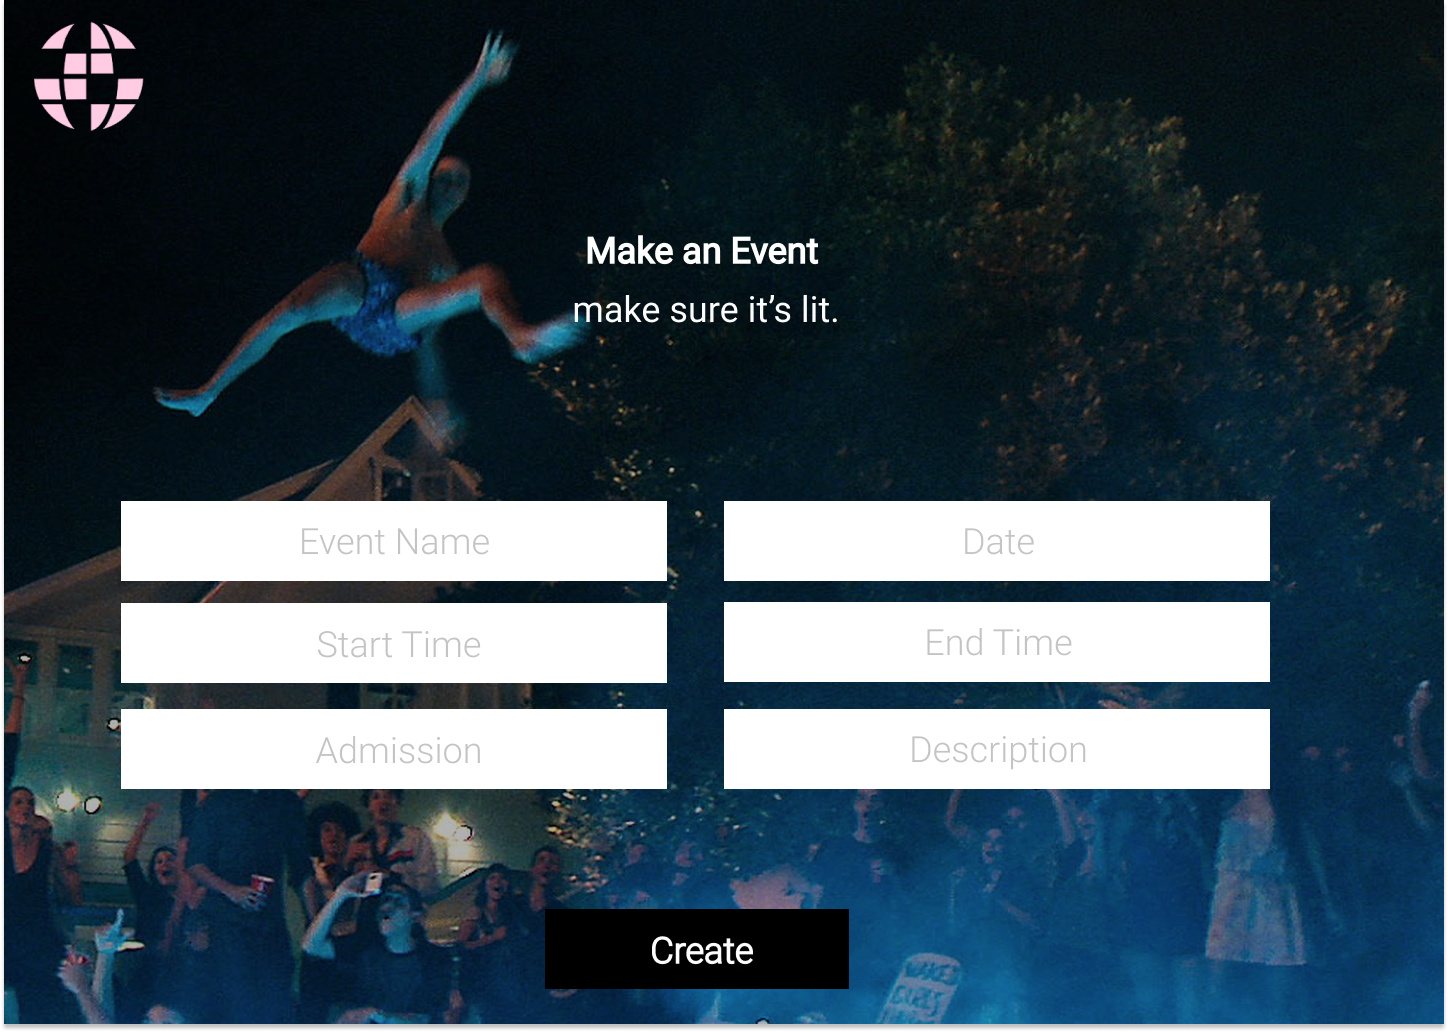 Make an Event
make sure it’s lit.
Event Name
Date
Start Time
End Time
Admission
Description
Create